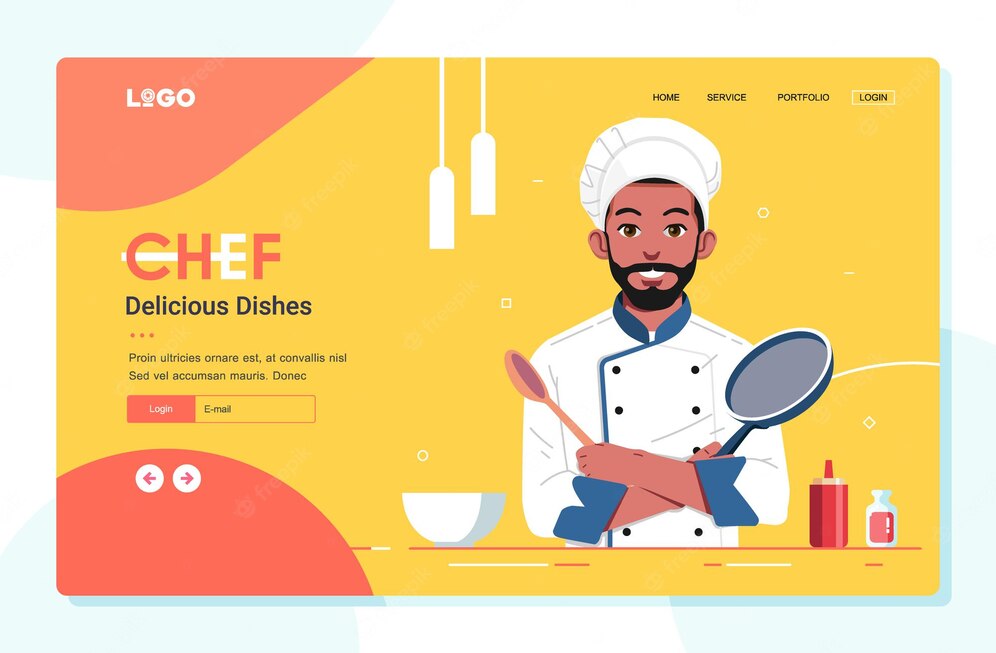 LOGO
HOME SERVICE PORTFOLIO LOGIN
CHEF
Delicious Dishes
Proin ultricies ornare est, at convallis nisl
Sed vel accumsan mauris. Donec
Login E-mail
freepik